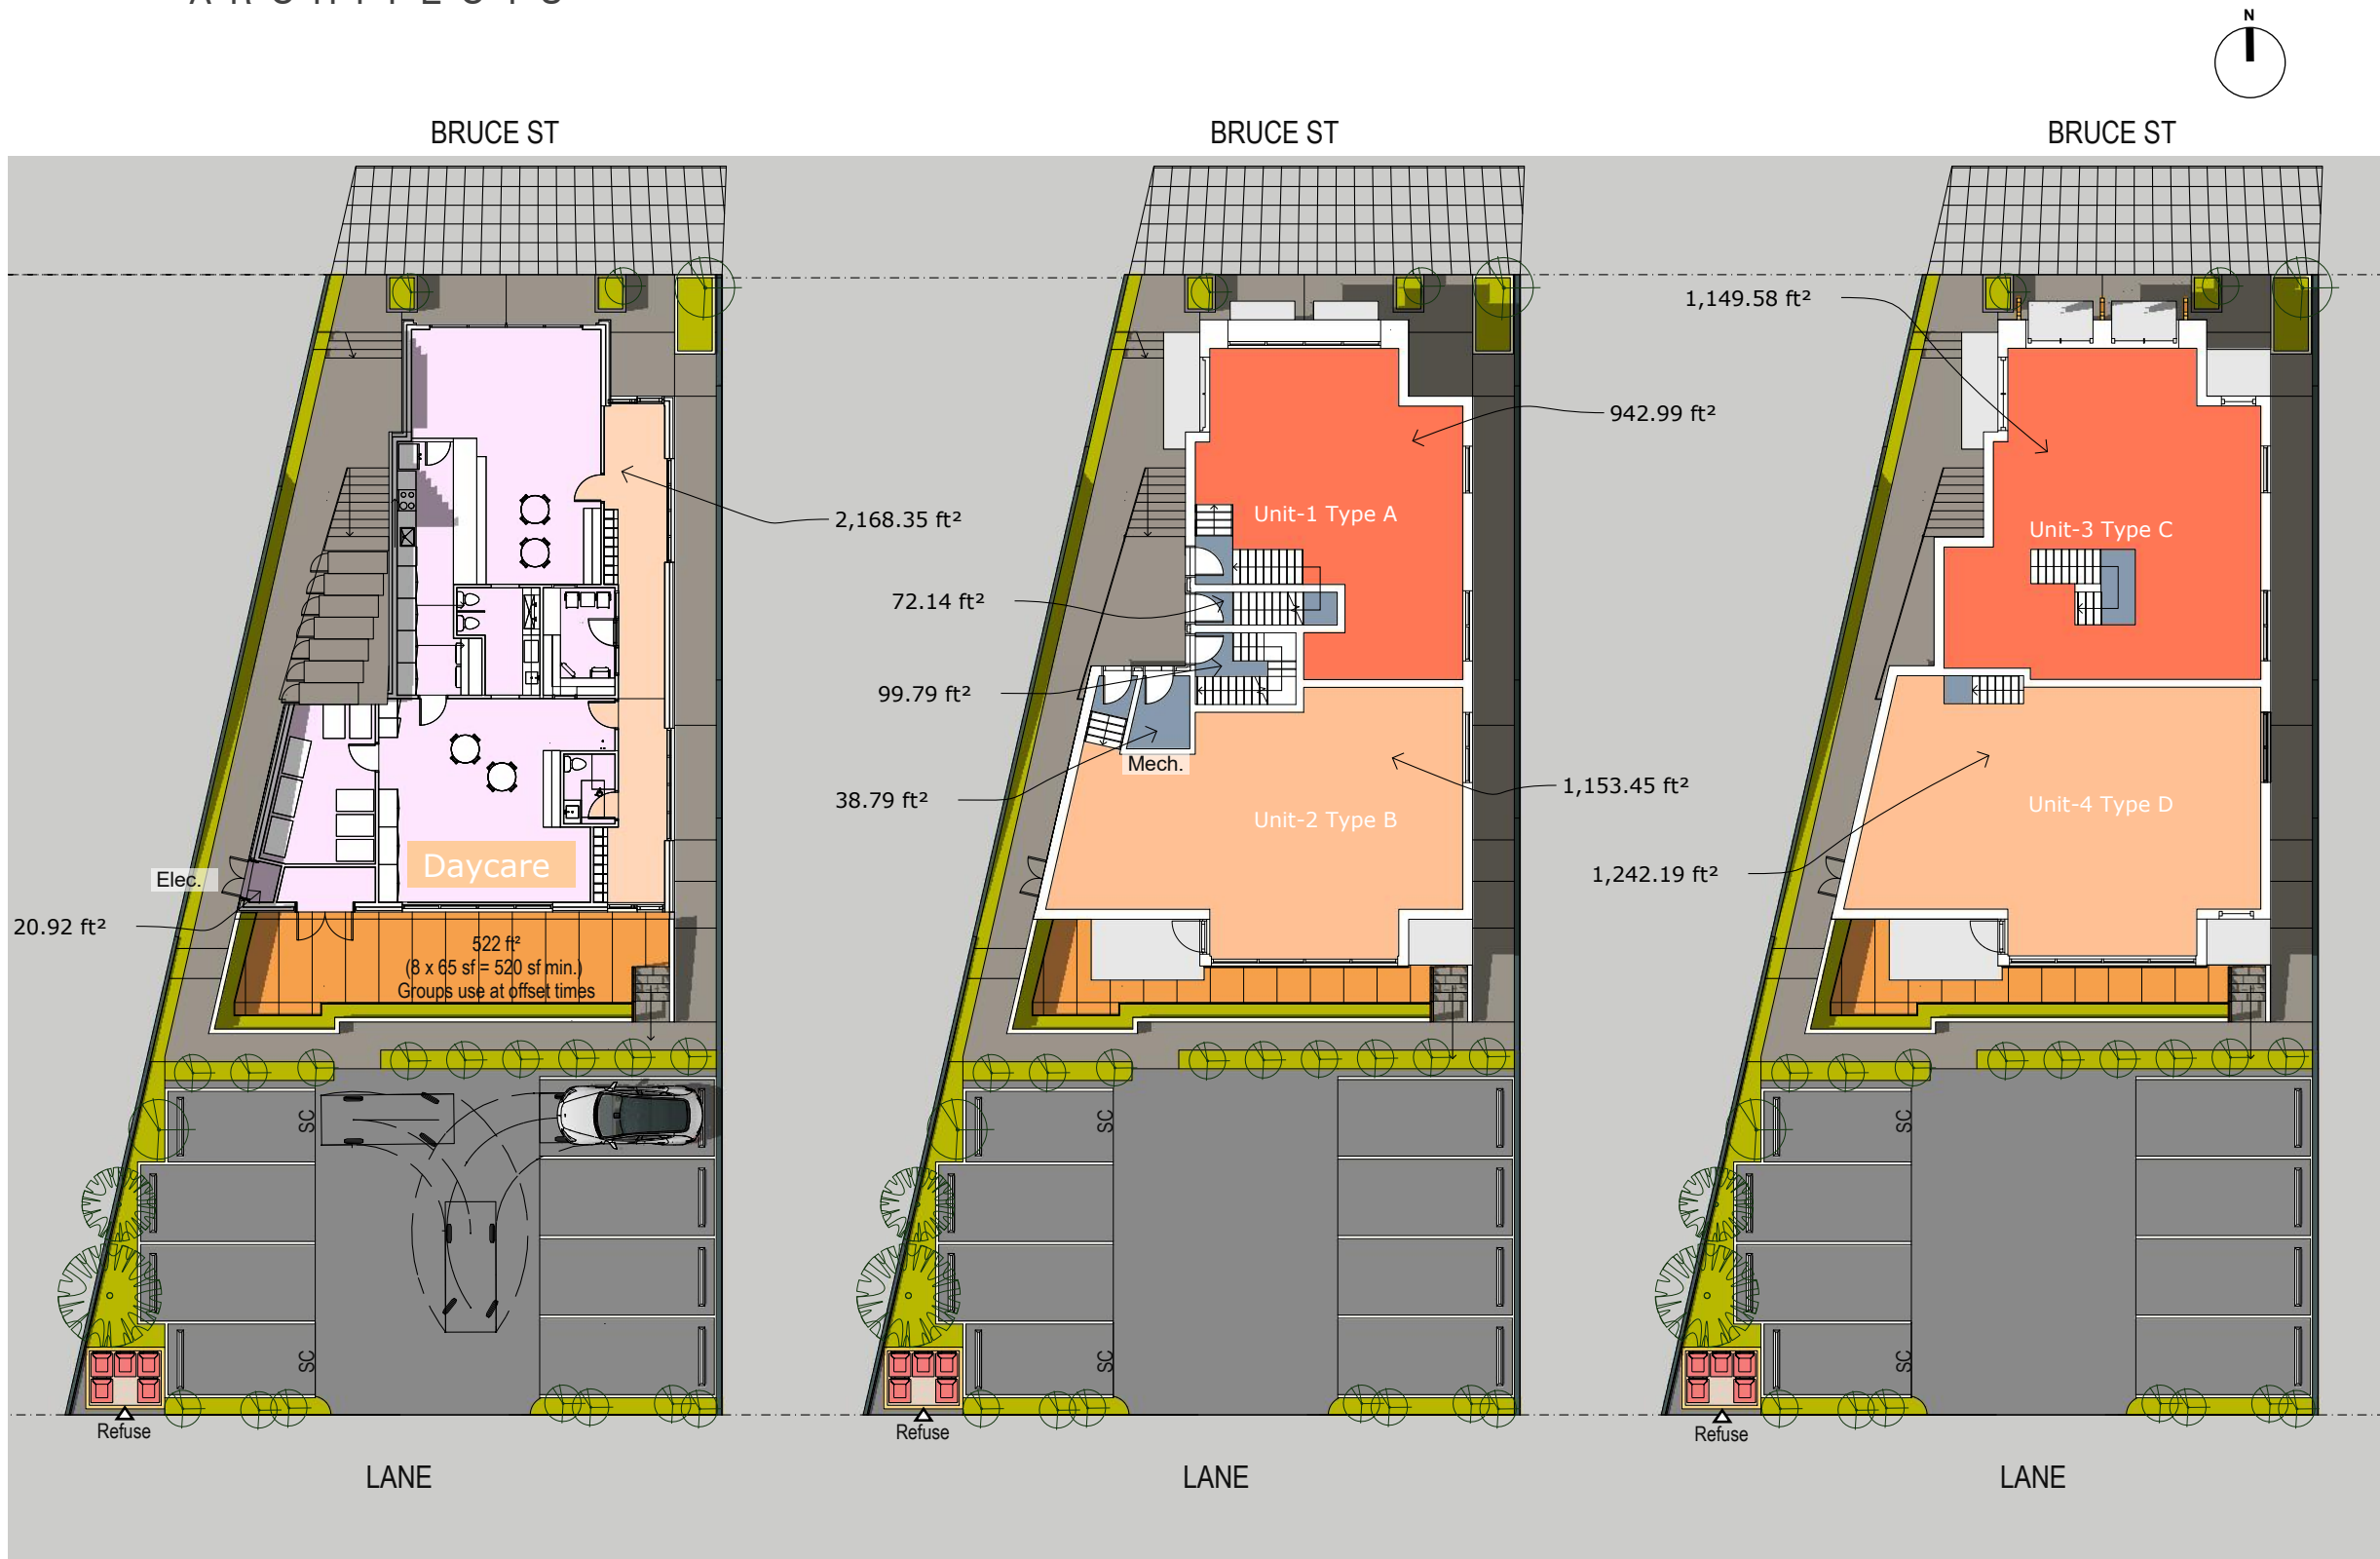 N
BRUCE ST
BRUCE ST
BRUCE ST
1,149.58 ft²
942.99 ft²
2,168.35 ft²
Unit-1 Type A
Unit-3 Type C
72.14 ft²
99.79 ft²
Mech.
38.79 ft²
1,153.45 ft²
Unit-2 Type B
Unit-4 Type D
1,242.19 ft²
Daycare
Elec.
20.92 ft²
522 ft²
(8 x 65 sf = 520 sf min.)
Groups use at offset times
SC
SC
SC
SC
SC
SC
Refuse
Refuse
Refuse
LANE
LANE
LANE